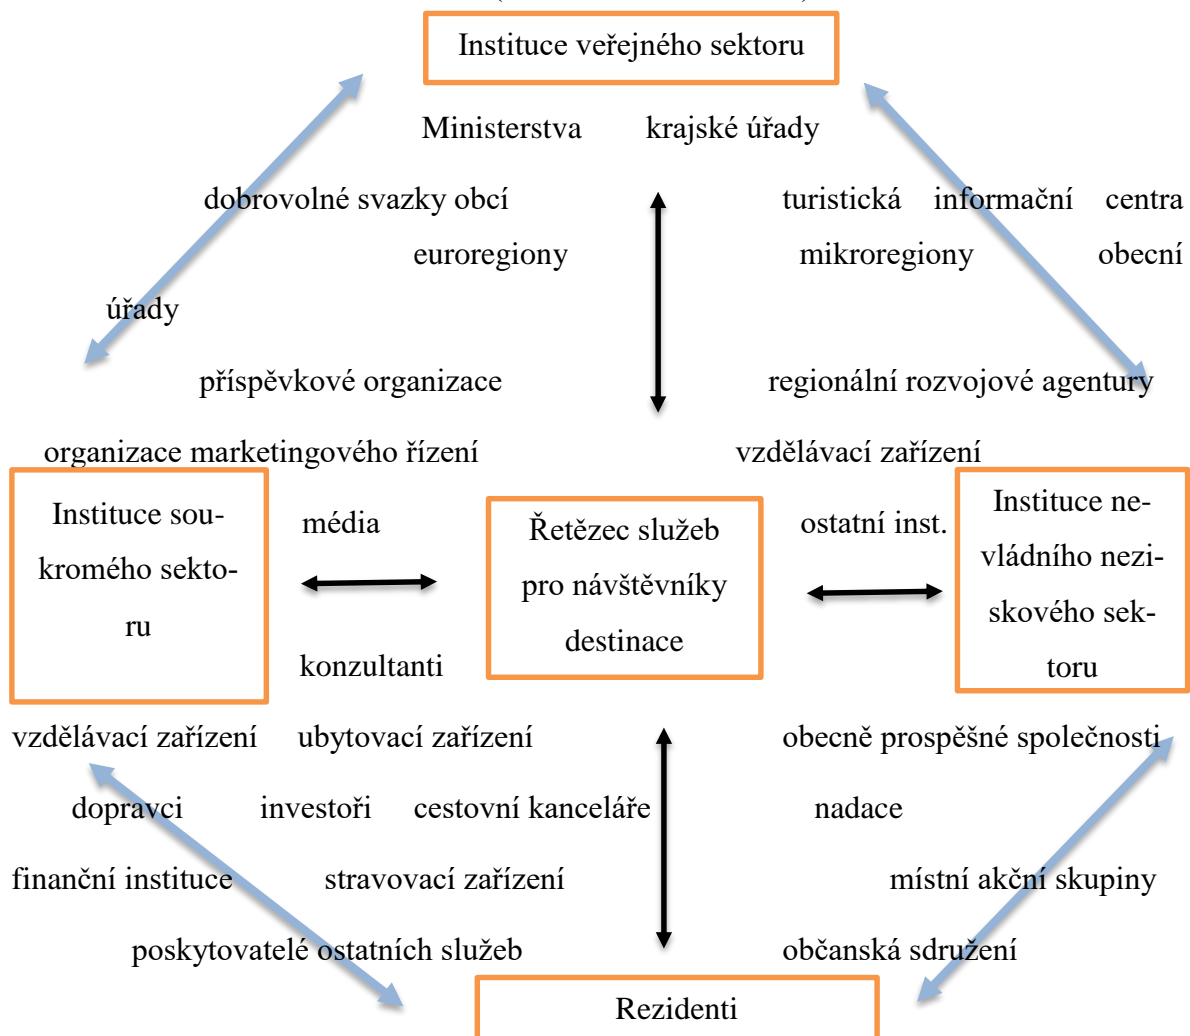 Instituce veřejného sektoru
Ministerstva krajské úřady
dobrovolné svazky obcí turistická informační centra
euroregiony mikroregiony obecní
úřady
příspěvkové organizace regionální rozvojové agentury
organizace marketingového řízení vzdělávací zařízení
Instituce sou-
kromého sekto-
ru
média
Řetězec služeb
pro návštěvníky
destinace
ostatní inst.
Instituce ne-
vládního nezi-
skového sek-
toru
konzultanti
vzdělávací zařízení ubytovací zařízení obecně prospěšné společnosti
dopravci investoři cestovní kanceláře nadace
finanční instituce stravovací zařízení místní akční skupiny
poskytovatelé ostatních služeb občanská sdružení
Rezidenti